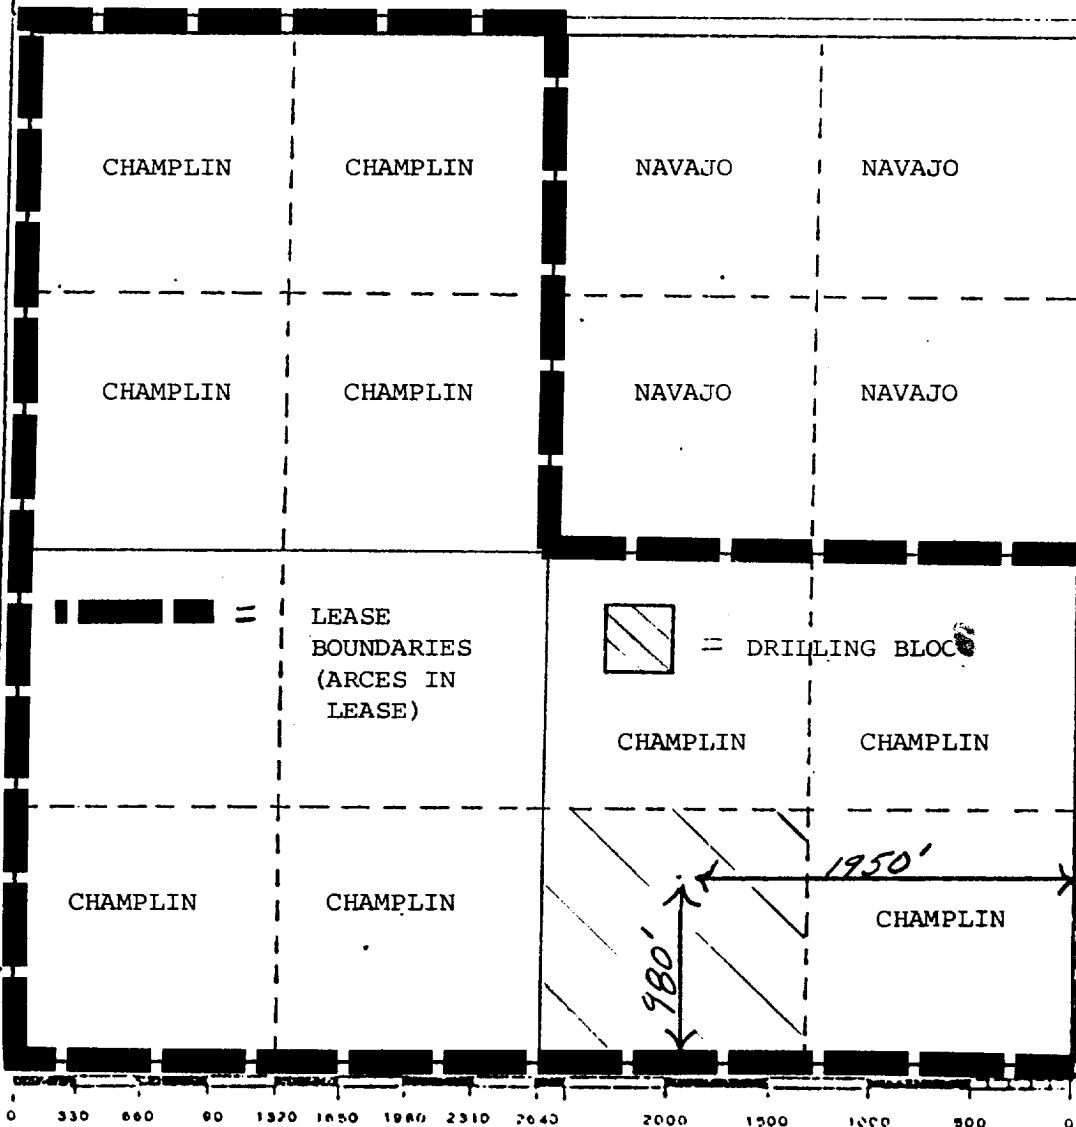 CHAMPLIN CHAMPLIN NAVAJO NAVAJO
CHAMPLIN CHAMPLIN NAVAJO NAVAJO
= LEASE
BOUNDARIES
(ARCES IN
LEASE)
= DRILLING BLOC
CHAMPLIN CHAMPLIN
1950'
CHAMPLIN CHAMPLIN CHAMPLIN
980'
0 330 660 90 1320 1650 1980 2310 2640 2000 1500 1000 500 0